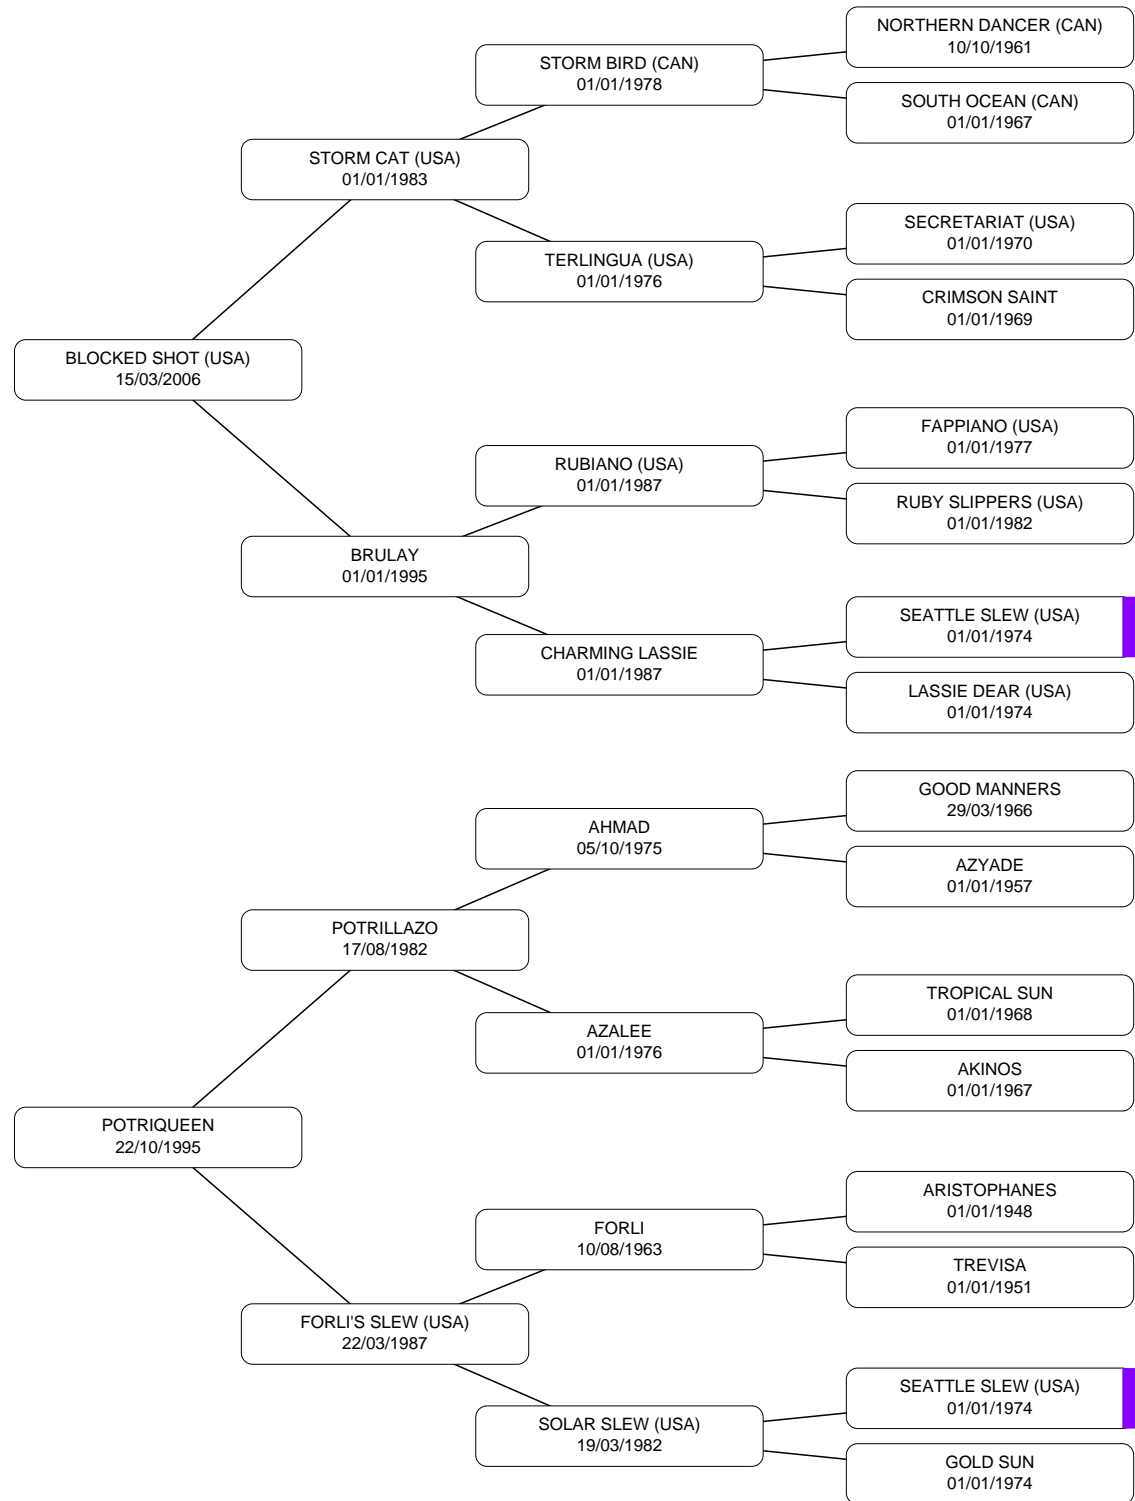 NORTHERN DANCER (CAN)
10/10/1961
STORM BIRD (CAN)
01/01/1978
SOUTH OCEAN (CAN)
01/01/1967
STORM CAT (USA)
01/01/1983
SECRETARIAT (USA)
01/01/1970
TERLINGUA (USA)
01/01/1976
CRIMSON SAINT
01/01/1969
BLOCKED SHOT (USA)
15/03/2006
FAPPIANO (USA)
01/01/1977
RUBIANO (USA)
01/01/1987
RUBY SLIPPERS (USA)
01/01/1982
BRULAY
01/01/1995
SEATTLE SLEW (USA)
01/01/1974
CHARMING LASSIE
01/01/1987
LASSIE DEAR (USA)
01/01/1974
GOOD MANNERS
29/03/1966
AHMAD
05/10/1975
AZYADE
01/01/1957
POTRILLAZO
17/08/1982
TROPICAL SUN
01/01/1968
AZALEE
01/01/1976
AKINOS
01/01/1967
POTRIQUEEN
22/10/1995
ARISTOPHANES
01/01/1948
FORLI
10/08/1963
TREVISA
01/01/1951
FORLI'S SLEW (USA)
22/03/1987
SEATTLE SLEW (USA)
01/01/1974
SOLAR SLEW (USA)
19/03/1982
GOLD SUN
01/01/1974